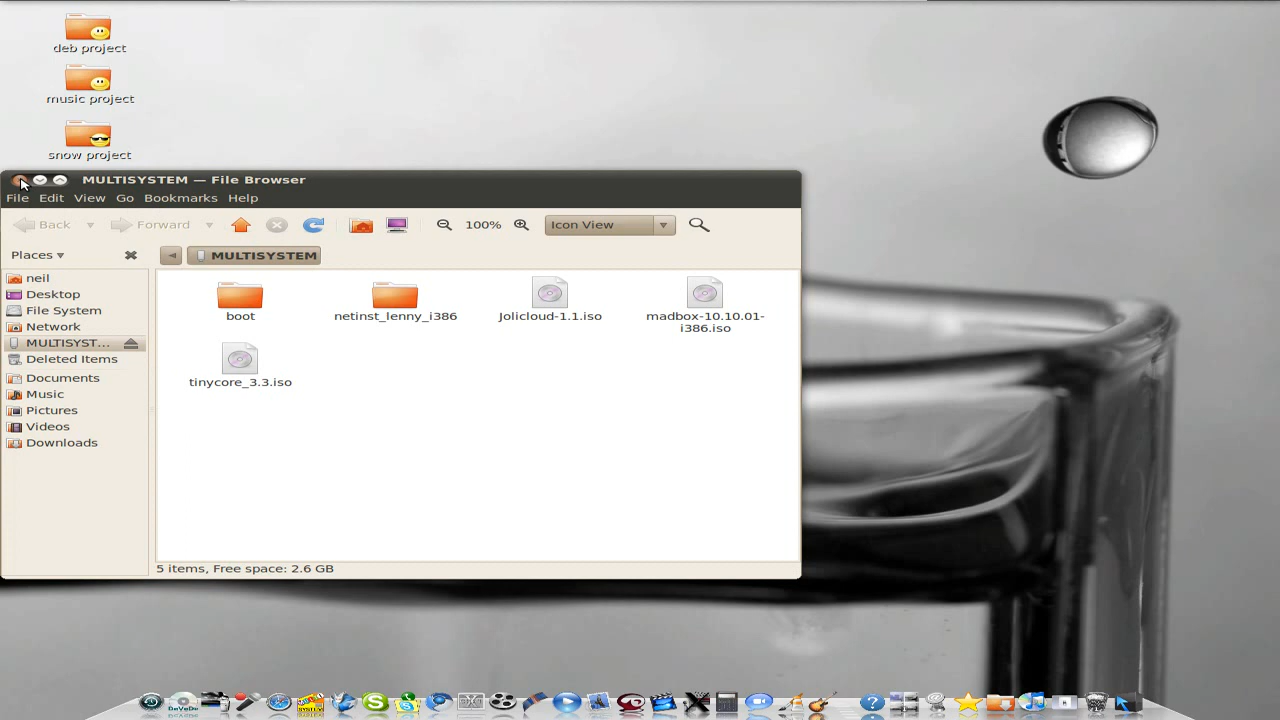 deb project
music project
snow project
MULTISYSTEM — File Browser
File Edit View Go Bookmarks Help
Back Forward 100% Icon View
Places MULTISYSTEM
neil
Desktop
File System
Network
MULTISYST...
Deleted Items
Documents
Music
Pictures
Videos
Downloads
boot
netinst_lenny_i386
Jolicloud-1.1.iso
madbox-10.10.01-
i386.iso
tinycore_3.3.iso
5 items, Free space: 2.6 GB
DeVeDe